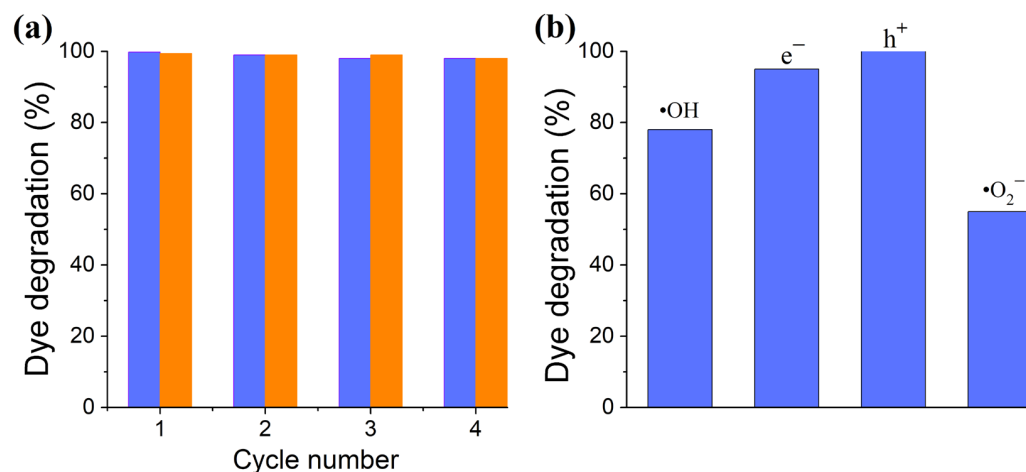 (a)
Dye degradation (%)
100
80
60
40
20
0
1 2 3 4
Cycle number
(b)
Dye degradation (%)
100
80
60
40
20
0
•OH
e⁻
h⁺
•O₂⁻